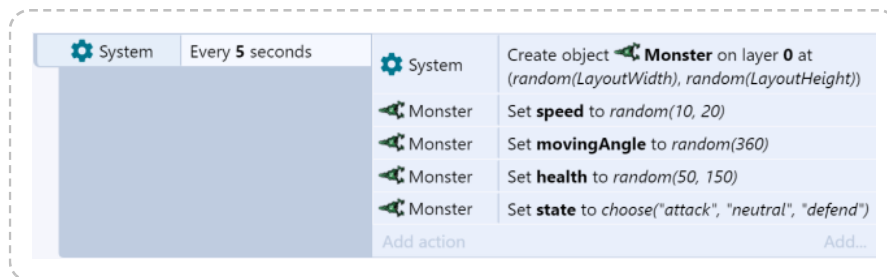 System Every 5 seconds
System Create object Monster on layer 0 at
(random(LayoutWidth), random(LayoutHeight))
Monster Set speed to random(10, 20)
Monster Set movingAngle to random(360)
Monster Set health to random(50, 150)
Monster Set state to choose("attack", "neutral", "defend")
Add action Add...